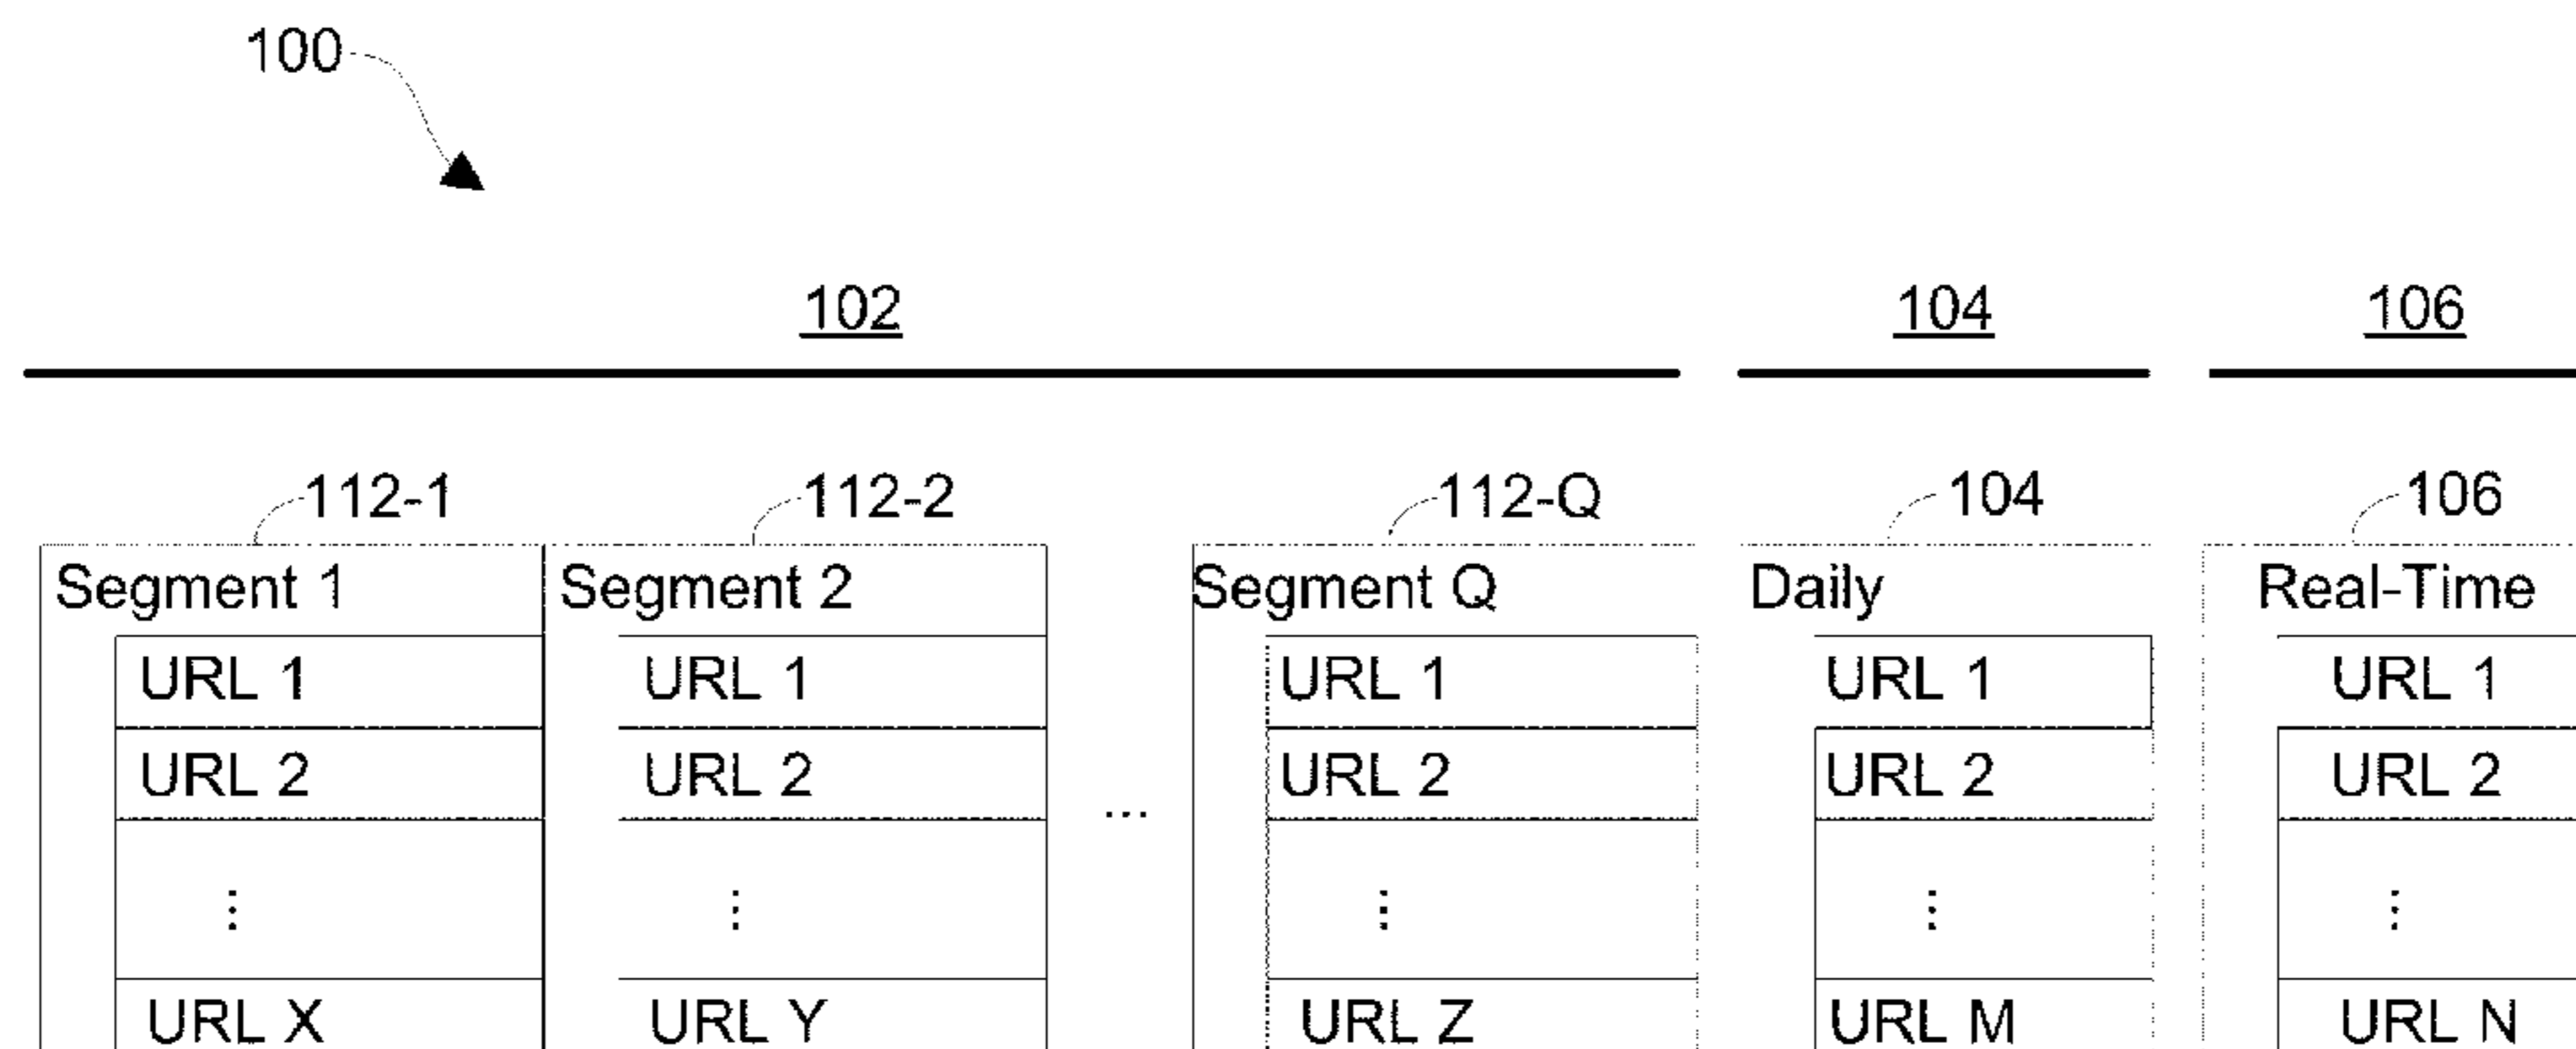 100
102 104 106
112-1 112-2 112-Q 104 106
Segment 1 Segment 2 Segment Q Daily Real-Time
URL 1 URL 1 URL 1 URL 1 URL 1
URL 2 URL 2 ... URL 2 URL 2 URL 2
⋮ ⋮ ⋮ ⋮ ⋮
URL X URL Y URL Z URL M URL N